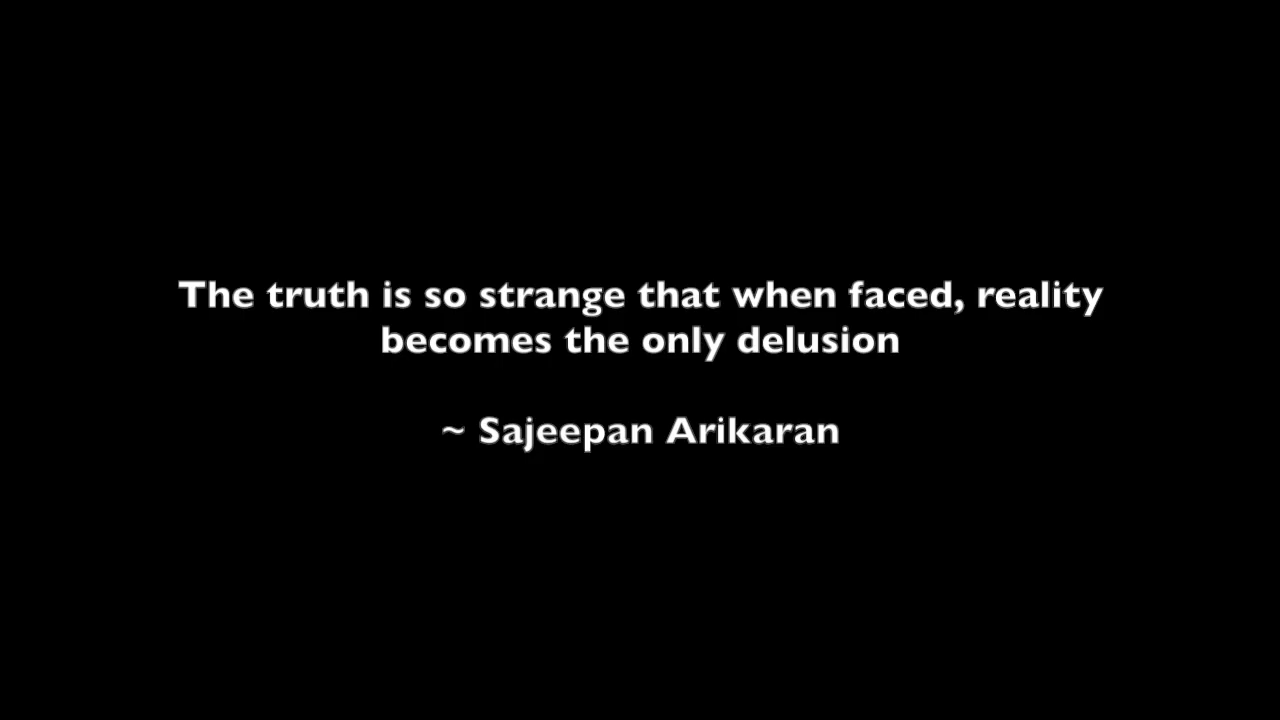 The truth is so strange that when faced, reality
becomes the only delusion
~ Sajeepan Arikaran